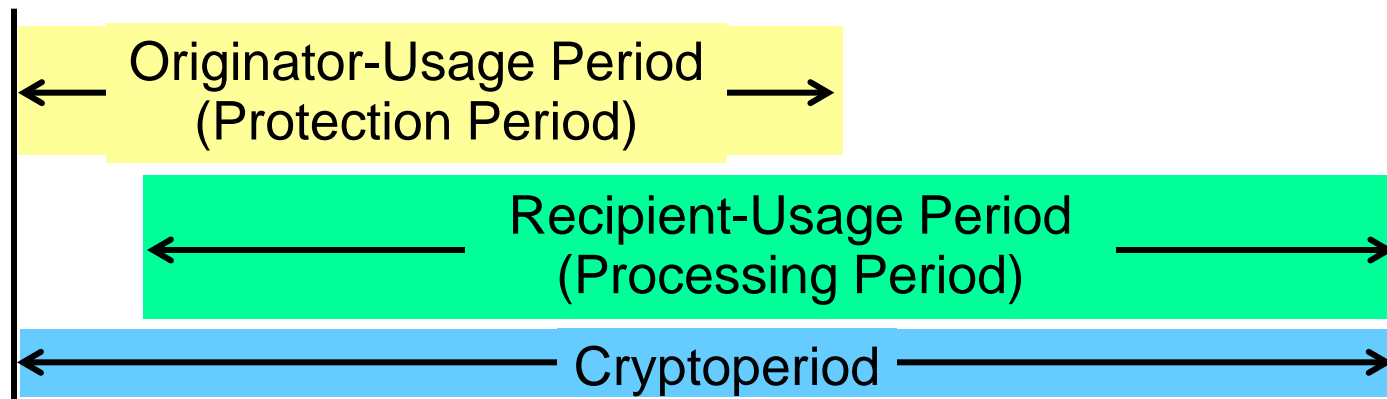 Originator-Usage Period
(Protection Period)
Recipient-Usage Period
(Processing Period)
Cryptoperiod